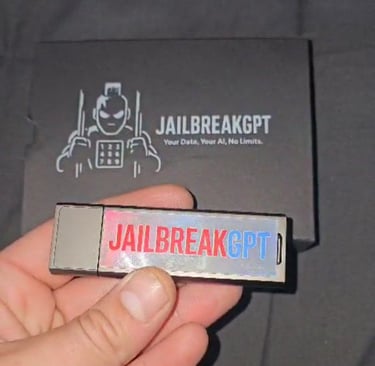 JAILBREAKGPT
Your Data, Your AI, No Limits.
JAILBREAKGPT